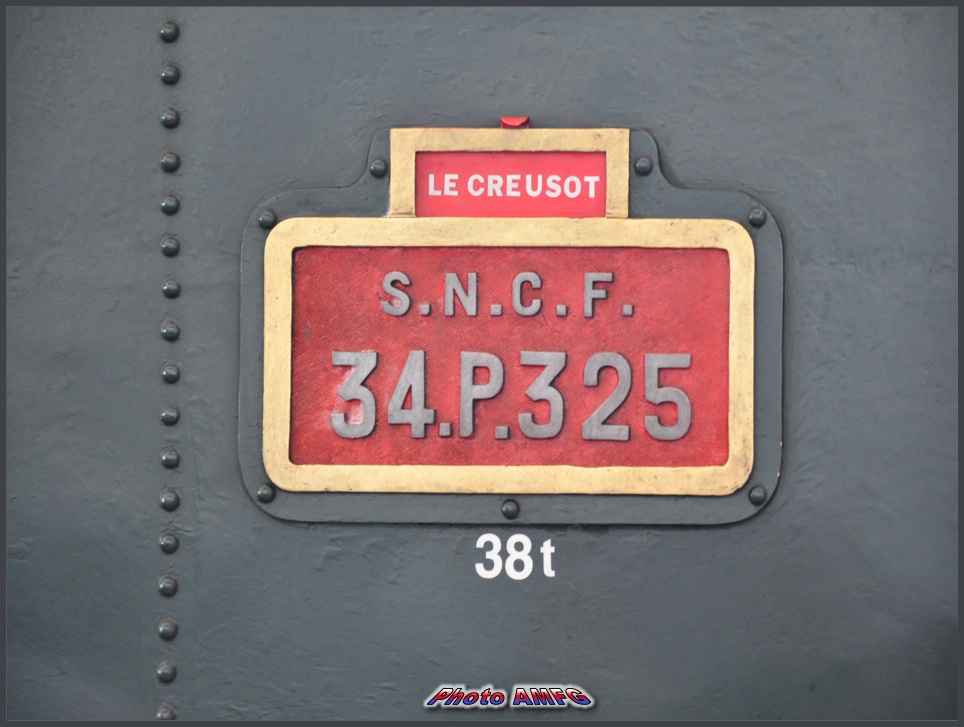 LE CREUSOT
S.N.C.F.
34.P.325
38t
Photo AMFG